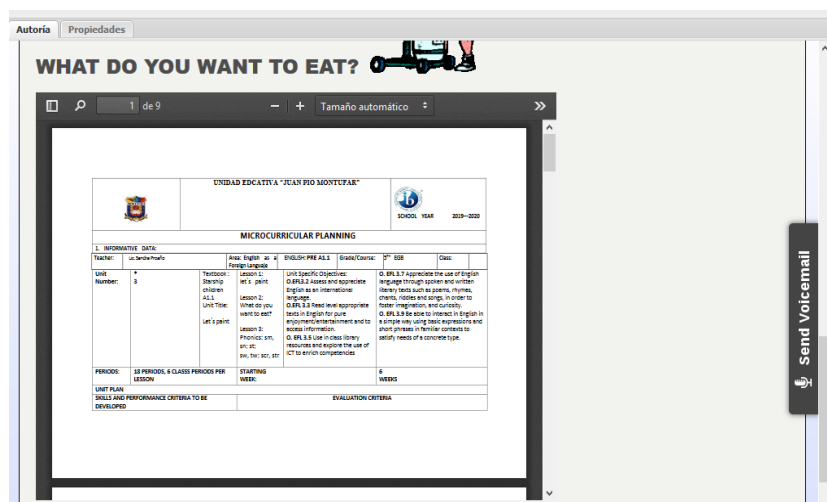 Autoría Propiedades
WHAT DO YOU WANT TO EAT?
1 de 9
Tamaño automático
UNIDAD EDCATIVA "JUAN PIO MONTUFAR"
SCHOOL YEAR 2019-2020
MICROCURRICULAR PLANNING
1. INFORMATIVE DATA:
Teacher:
Lic. Sandra Proaño
Area: English as a
Foreign Language
ENGLISH: PRE A1.1
Grade/Course:
5TH EGB
Class:
Unit
Number:
3
Textbook :
Starship
children
A1.1
Unit Title:
Let´s paint
Lesson 1:
let´s paint
Lesson 2:
What do you
want to eat?
Lesson 3:
Phonics: sm,
sn; st;
sw, tw; scr, str
Unit Specific Objectives:
O.EFL3.2 Assess and appreciate
English as an international
language.
O.EFL 3.3 Read level appropriate
texts in English for pure
enjoyment/entertainment and to
access information.
O. EFL 3.5 Use in class library
resources and explore the use of
ICT to enrich competencies
O. EFL 3.7 Appreciate the use of English
language through spoken and written
literary texts such as poems, rhymes,
chants, riddles and songs, in order to
foster imagination, and curiosity.
O. EFL 3.9 Be able to interact in English in
a simple way using basic expressions and
short phrases in familiar contexts to
satisfy needs of a concrete type.
PERIODS:
18 PERIODS, 6 CLASSS PERIODS PER
LESSON
STARTING
WEEK:
6
WEEKS
UNIT PLAN
SKILLS AND PERFORMANCE CRITERIA TO BE
DEVELOPED
EVALUATION CRITERIA
Send Voicemail